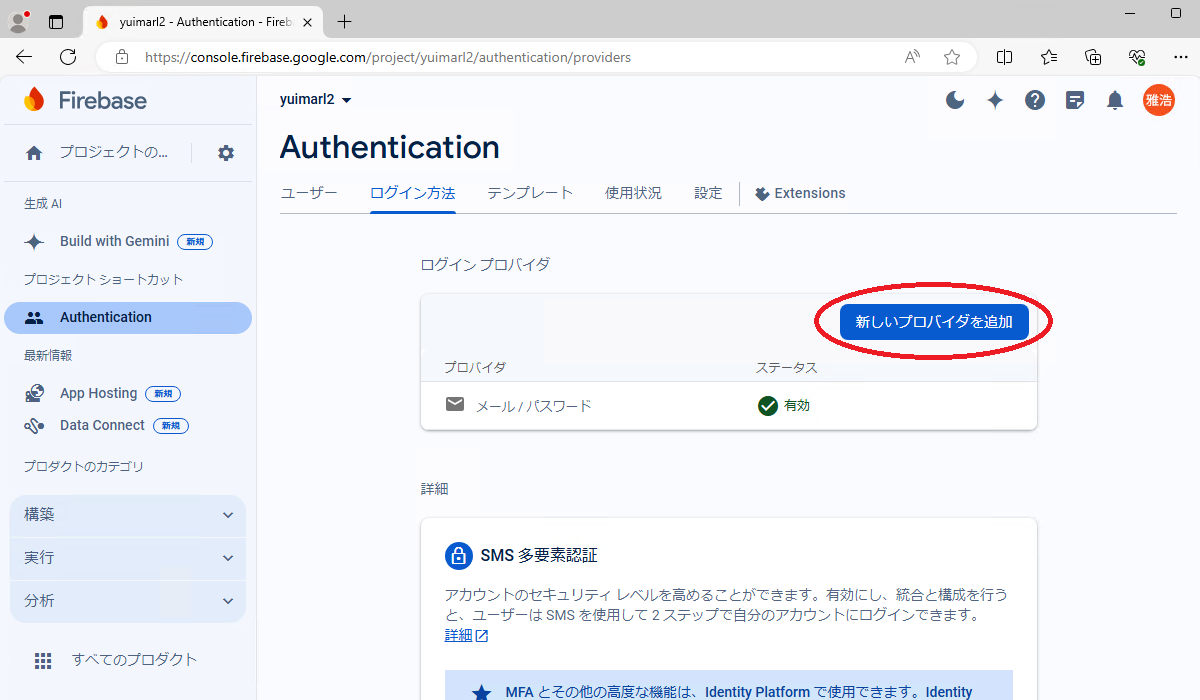 yuimarl2 - Authentication - Fireb
https://console.firebase.google.com/project/yuimarl2/authentication/providers
Firebase
プロジェクトの...
生成 AI
Build with Gemini 新規
プロジェクト ショートカット
Authentication
最新情報
App Hosting 新規
Data Connect 新規
プロダクトのカテゴリ
構築
実行
分析
すべてのプロダクト
yuimarl2
雅浩
Authentication
ユーザー ログイン方法 テンプレート 使用状況 設定 Extensions
ログイン プロバイダ
新しいプロバイダを追加
プロバイダ ステータス
メール / パスワード 有効
詳細
SMS 多要素認証
アカウントのセキュリティ レベルを高めることができます。有効にし、統合と構成を行う
と、ユーザーは SMS を使用して 2 ステップで自分のアカウントにログインできます。
詳細
MFA とその他の高度な機能は、Identity Platform で使用できます。Identity